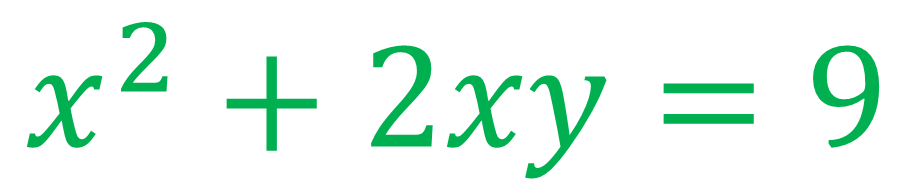 x² + 2xy = 9